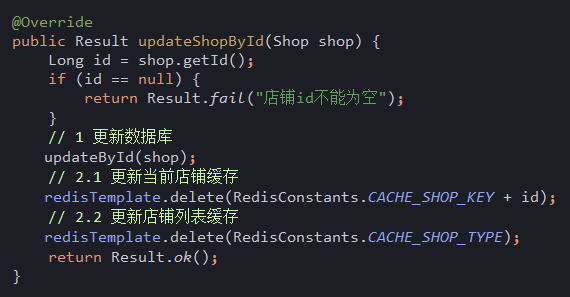 @Override
public Result updateShopById(Shop shop) {
    Long id = shop.getId();
    if (id == null) {
        return Result.fail("店铺id不能为空");
    }
    // 1 更新数据库
    updateById(shop);
    // 2.1 更新当前店铺缓存
    redisTemplate.delete(RedisConstants.CACHE_SHOP_KEY + id);
    // 2.2 更新店铺列表缓存
    redisTemplate.delete(RedisConstants.CACHE_SHOP_TYPE);
    return Result.ok();
}